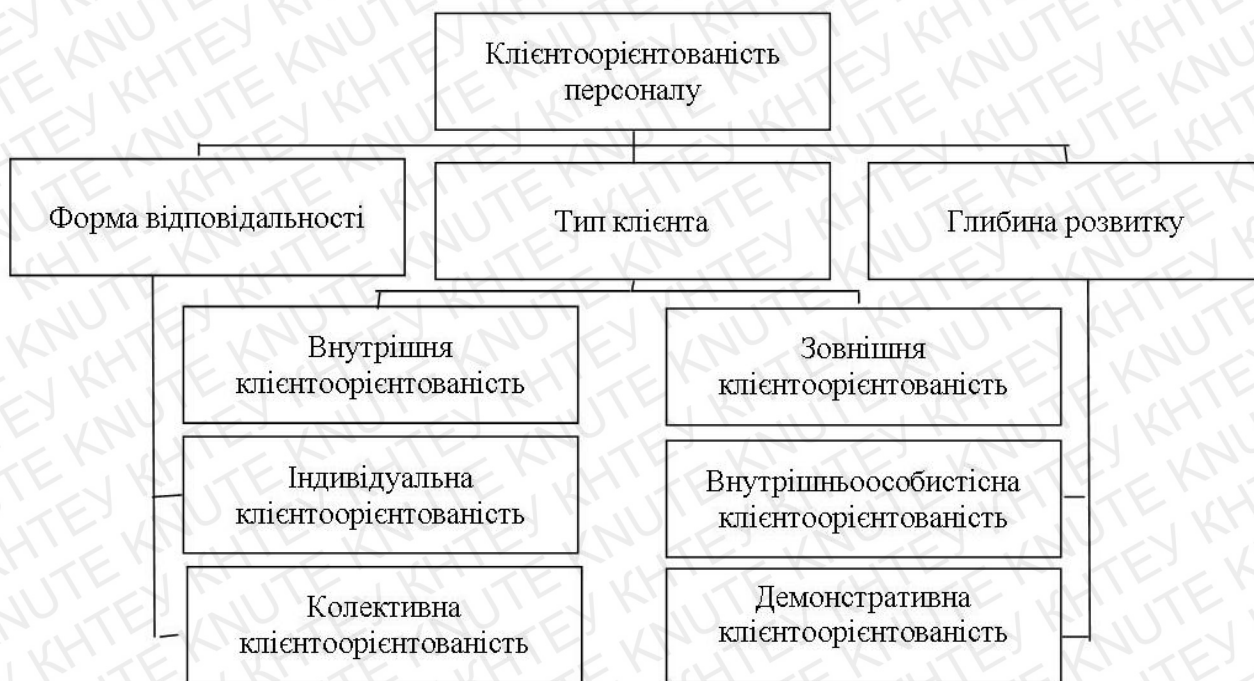 Клієнтоорієнтованість
персоналу
Форма відповідальності
Тип клієнта
Глибина розвитку
Внутрішня
клієнтоорієнтованість
Зовнішня
клієнтоорієнтованість
Індивідуальна
клієнтоорієнтованість
Внутрішньоособистісна
клієнтоорієнтованість
Колективна
клієнтоорієнтованість
Демонстративна
клієнтоорієнтованість